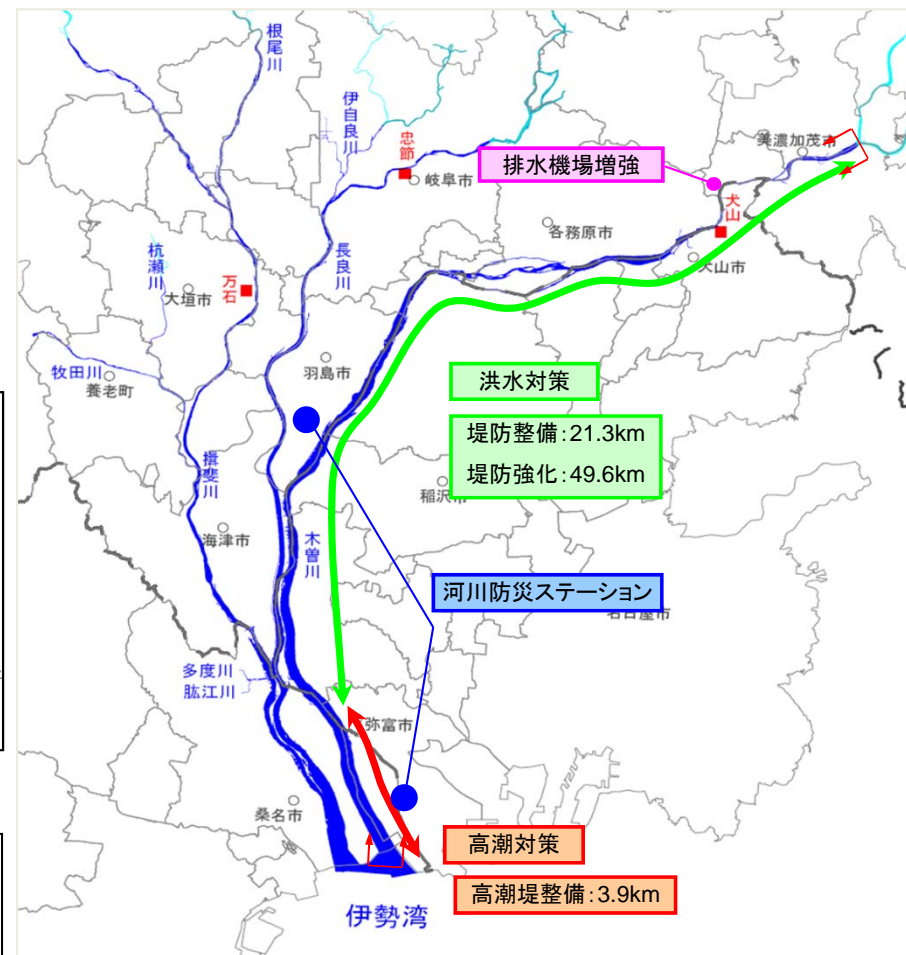 根尾川
伊自良川
忠節
岐阜市
美濃加茂市
排水機場増強
犬山
各務原市
犬山市
杭瀬川
大垣市
万石
長良川
牧田川
養老町
羽島市
洪水対策
堤防整備:21.3km
堤防強化:49.6km
揖斐川
稲沢市
海津市
木曽川
河川防災ステーション
名古屋市
多度川
肱江川
弥富市
桑名市
高潮対策
高潮堤整備:3.9km
伊勢湾